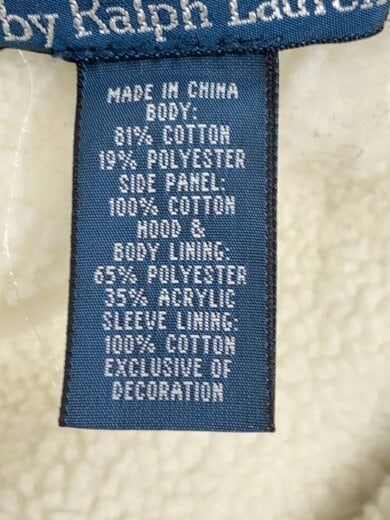 by Ralph Lauren
MADE IN CHINA
BODY:
81% COTTON
19% POLYESTER
SIDE PANEL:
100% COTTON
HOOD &
BODY LINING:
65% POLYESTER
35% ACRYLIC
SLEEVE LINING:
100% COTTON
EXCLUSIVE OF
DECORATION